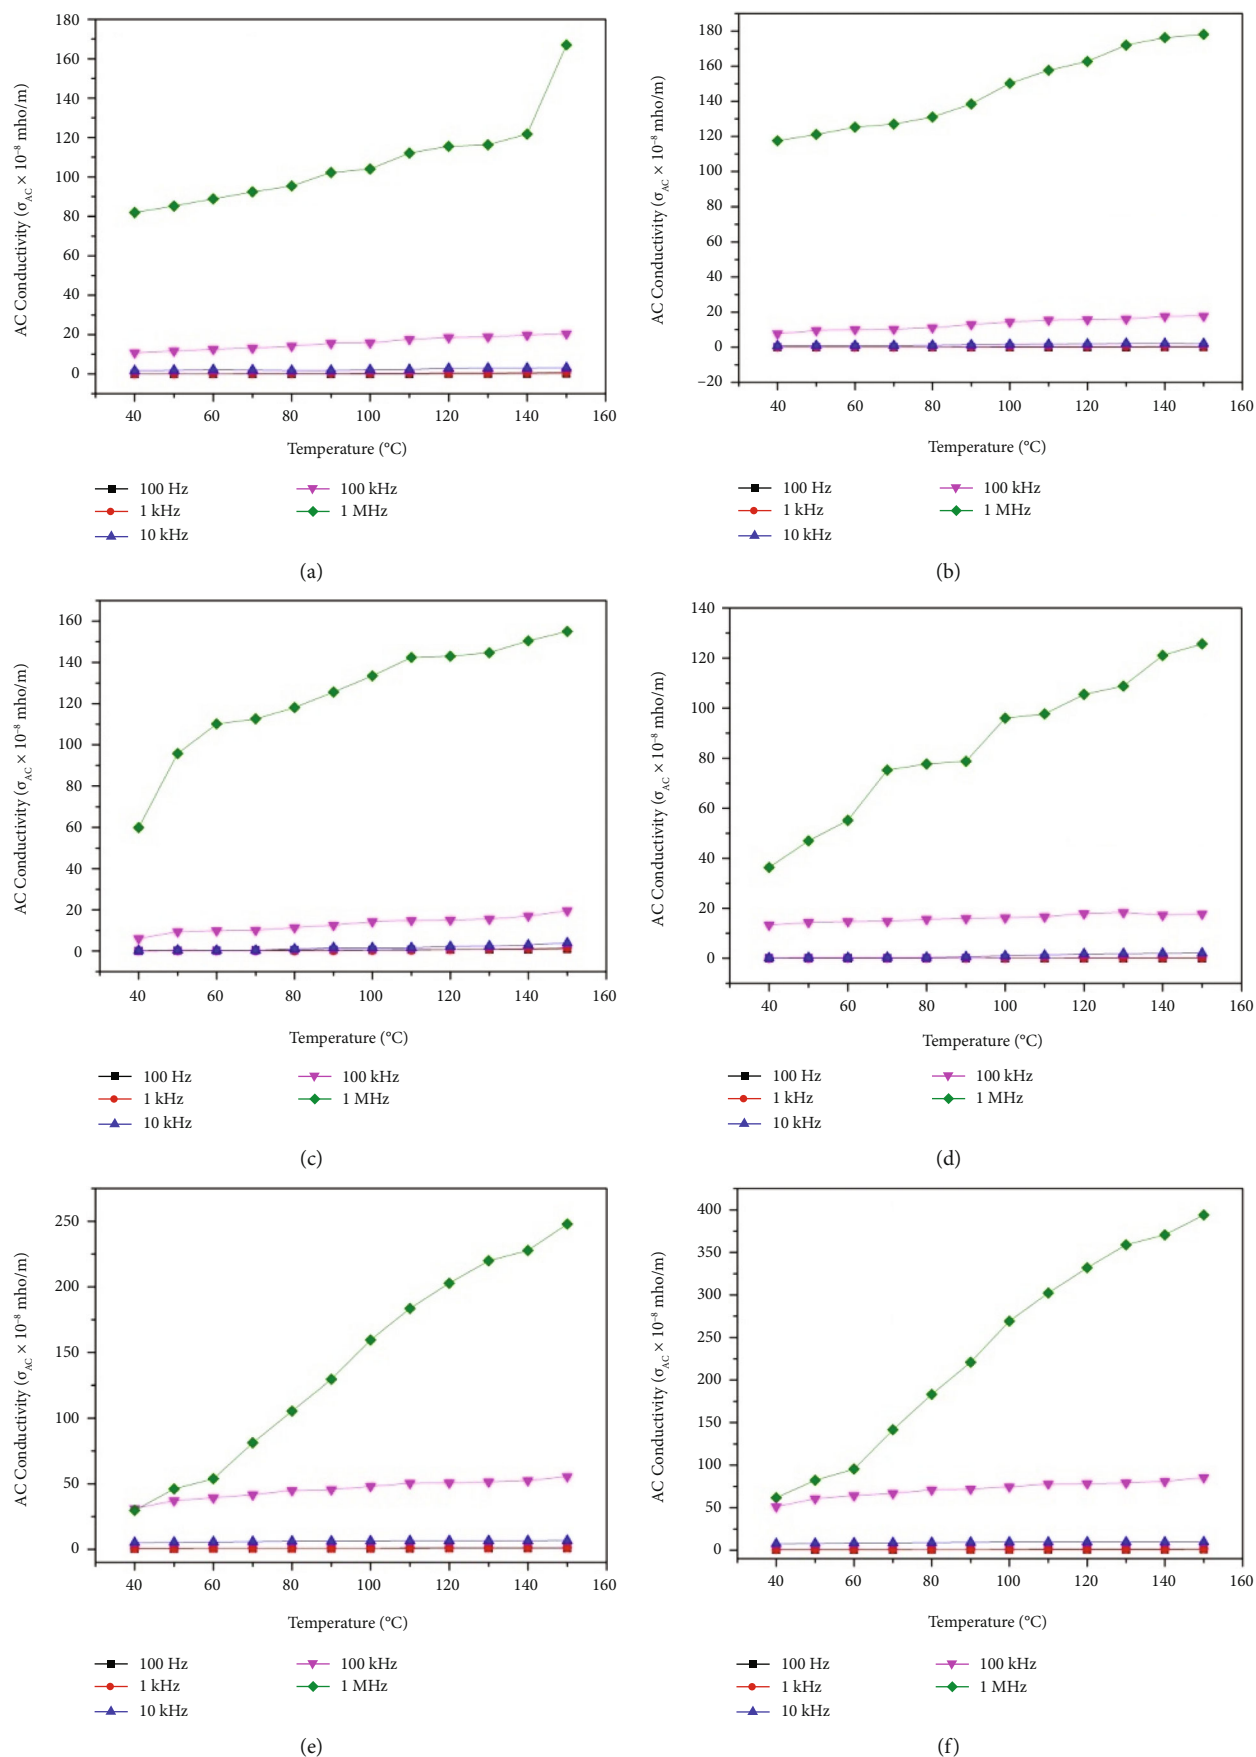 AC Conductivity (σAC × 10⁻⁸ mho/m)
180
160
140
120
100
80
60
40
20
0
40 60 80 100 120 140 160
Temperature (°C)
100 Hz 100 kHz
1 kHz 1 MHz
10 kHz
(a)
AC Conductivity (σAC × 10⁻⁸ mho/m)
180
160
140
120
100
80
60
40
20
0
–20
40 60 80 100 120 140 160
Temperature (°C)
100 Hz 100 kHz
1 kHz 1 MHz
10 kHz
(b)
AC Conductivity (σAC × 10⁻⁸ mho/m)
160
140
120
100
80
60
40
20
0
40 60 80 100 120 140 160
Temperature (°C)
100 Hz 100 kHz
1 kHz 1 MHz
10 kHz
(c)
AC Conductivity (σAC × 10⁻⁸ mho/m)
140
120
100
80
60
40
20
0
40 60 80 100 120 140 160
Temperature (°C)
100 Hz 100 kHz
1 kHz 1 MHz
10 kHz
(d)
AC Conductivity (σAC × 10⁻⁸ mho/m)
250
200
150
100
50
0
40 60 80 100 120 140 160
Temperature (°C)
100 Hz 100 kHz
1 kHz 1 MHz
10 kHz
(e)
AC Conductivity (σAC × 10⁻⁸ mho/m)
400
350
300
250
200
150
100
50
0
40 60 80 100 120 140 160
Temperature (°C)
100 Hz 100 kHz
1 kHz 1 MHz
10 kHz
(f)